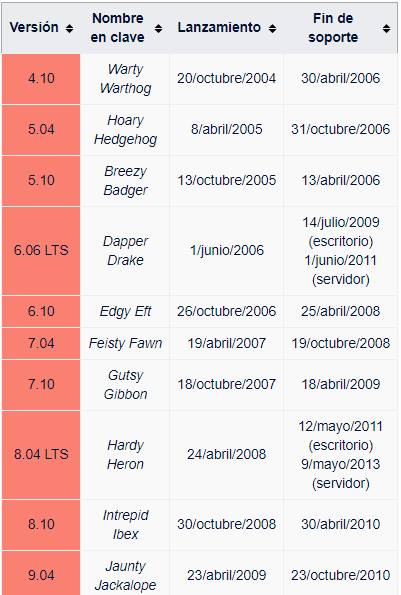 Versión Nombre en clave Lanzamiento Fin de soporte
4.10 Warty Warthog 20/octubre/2004 30/abril/2006
5.04 Hoary Hedgehog 8/abril/2005 31/octubre/2006
5.10 Breezy Badger 13/octubre/2005 13/abril/2006
6.06 LTS Dapper Drake 1/junio/2006 14/julio/2009 (escritorio) 1/junio/2011 (servidor)
6.10 Edgy Eft 26/octubre/2006 25/abril/2008
7.04 Feisty Fawn 19/abril/2007 19/octubre/2008
7.10 Gutsy Gibbon 18/octubre/2007 18/abril/2009
8.04 LTS Hardy Heron 24/abril/2008 12/mayo/2011 (escritorio) 9/mayo/2013 (servidor)
8.10 Intrepid Ibex 30/octubre/2008 30/abril/2010
9.04 Jaunty Jackalope 23/abril/2009 23/octubre/2010